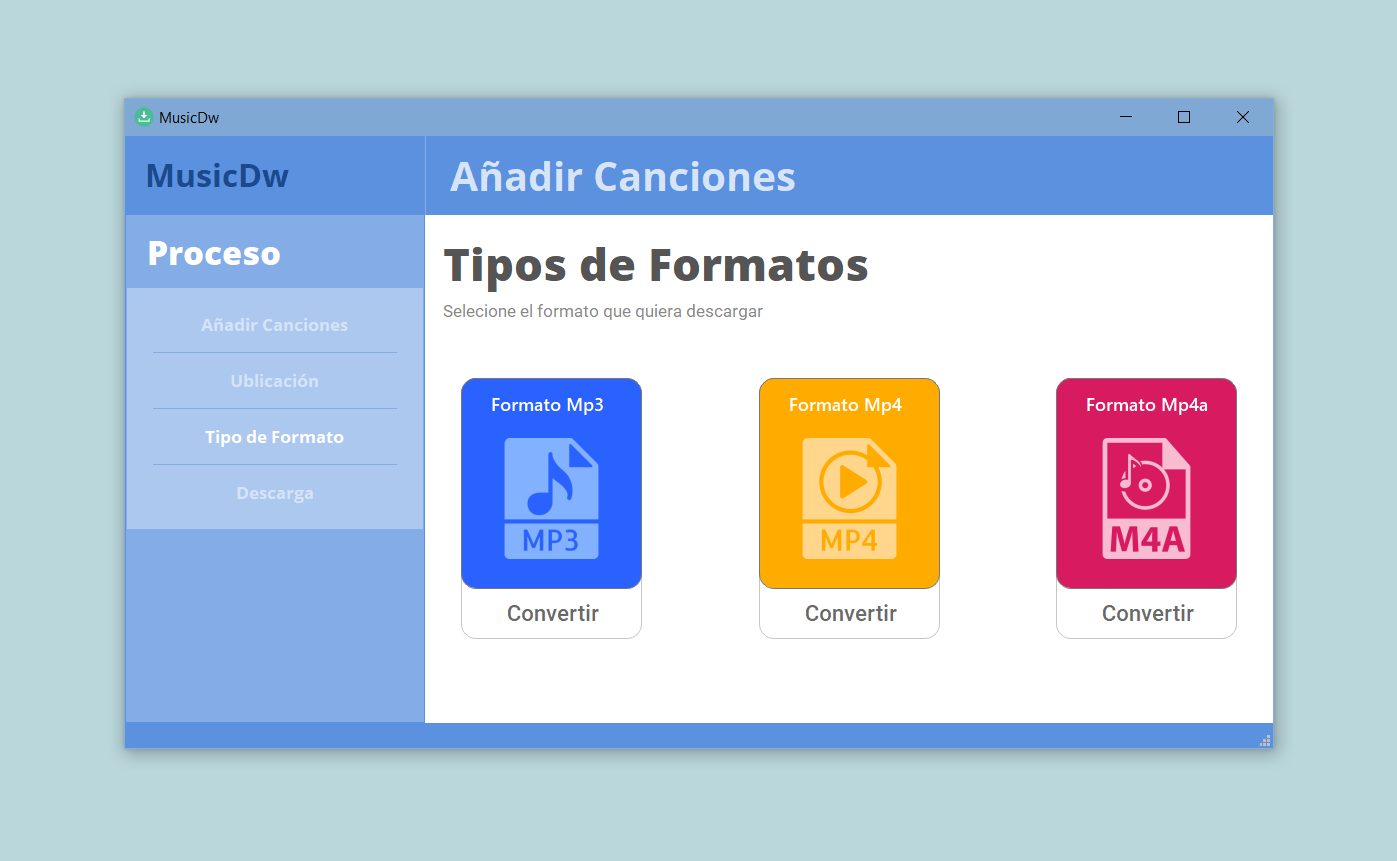 MusicDw
MusicDw
Añadir Canciones
Proceso
Añadir Canciones
Ublicación
Tipo de Formato
Descarga
Tipos de Formatos
Selecione el formato que quiera descargar
Formato Mp3
MP3
Convertir
Formato Mp4
MP4
Convertir
Formato Mp4a
M4A
Convertir